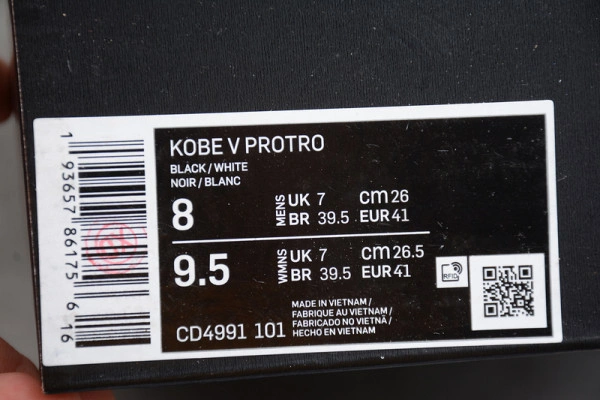 KOBE V PROTRO
BLACK / WHITE
NOIR / BLANC
8
MENS
UK 7 cm 26
BR 39.5 EUR 41
9.5
WMNS
UK 7 cm 26.5
BR 39.5 EUR 41
RFID
CD4991 101
MADE IN VIETNAM /
FABRIQUE AU VIETNAM /
FABRICADO NO VIETNÃ /
HECHO EN VIETNAM
1 93657 86175 6 16